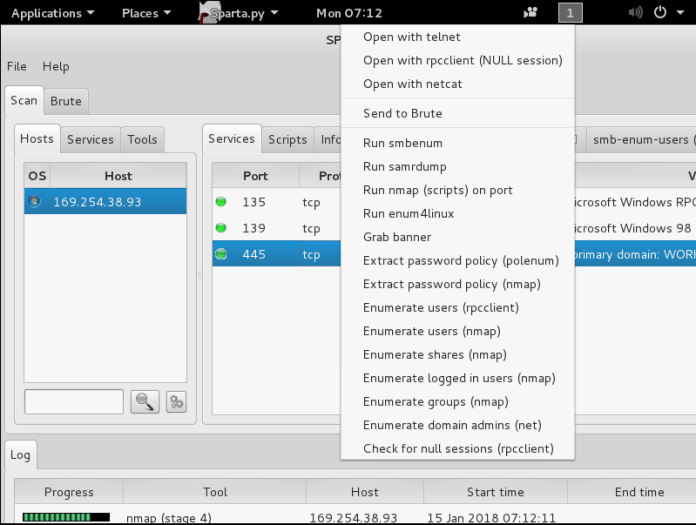 Applications Places Sparta.py Mon 07:12 1
SP
File Help
Scan Brute
Hosts Services Tools
Services Scripts smb-enum-users
OS Host
Port
169.254.38.93
135 tcp icrosoft Windows RPC
139 tcp icrosoft Windows 98
445 tcp primary domain: WOR
Open with telnet
Open with rpcclient (NULL session)
Open with netcat
Send to Brute
Run smbenum
Run samrdump
Run nmap (scripts) on port
Run enum4linux
Grab banner
Extract password policy (polenum)
Extract password policy (nmap)
Enumerate users (rpcclient)
Enumerate users (nmap)
Enumerate shares (nmap)
Enumerate logged in users (nmap)
Enumerate groups (nmap)
Enumerate domain admins (net)
Check for null sessions (rpcclient)
Log
Progress Tool Host Start time End time
nmap (stage 4) 169.254.38.93 15 Jan 2018 07:12:11